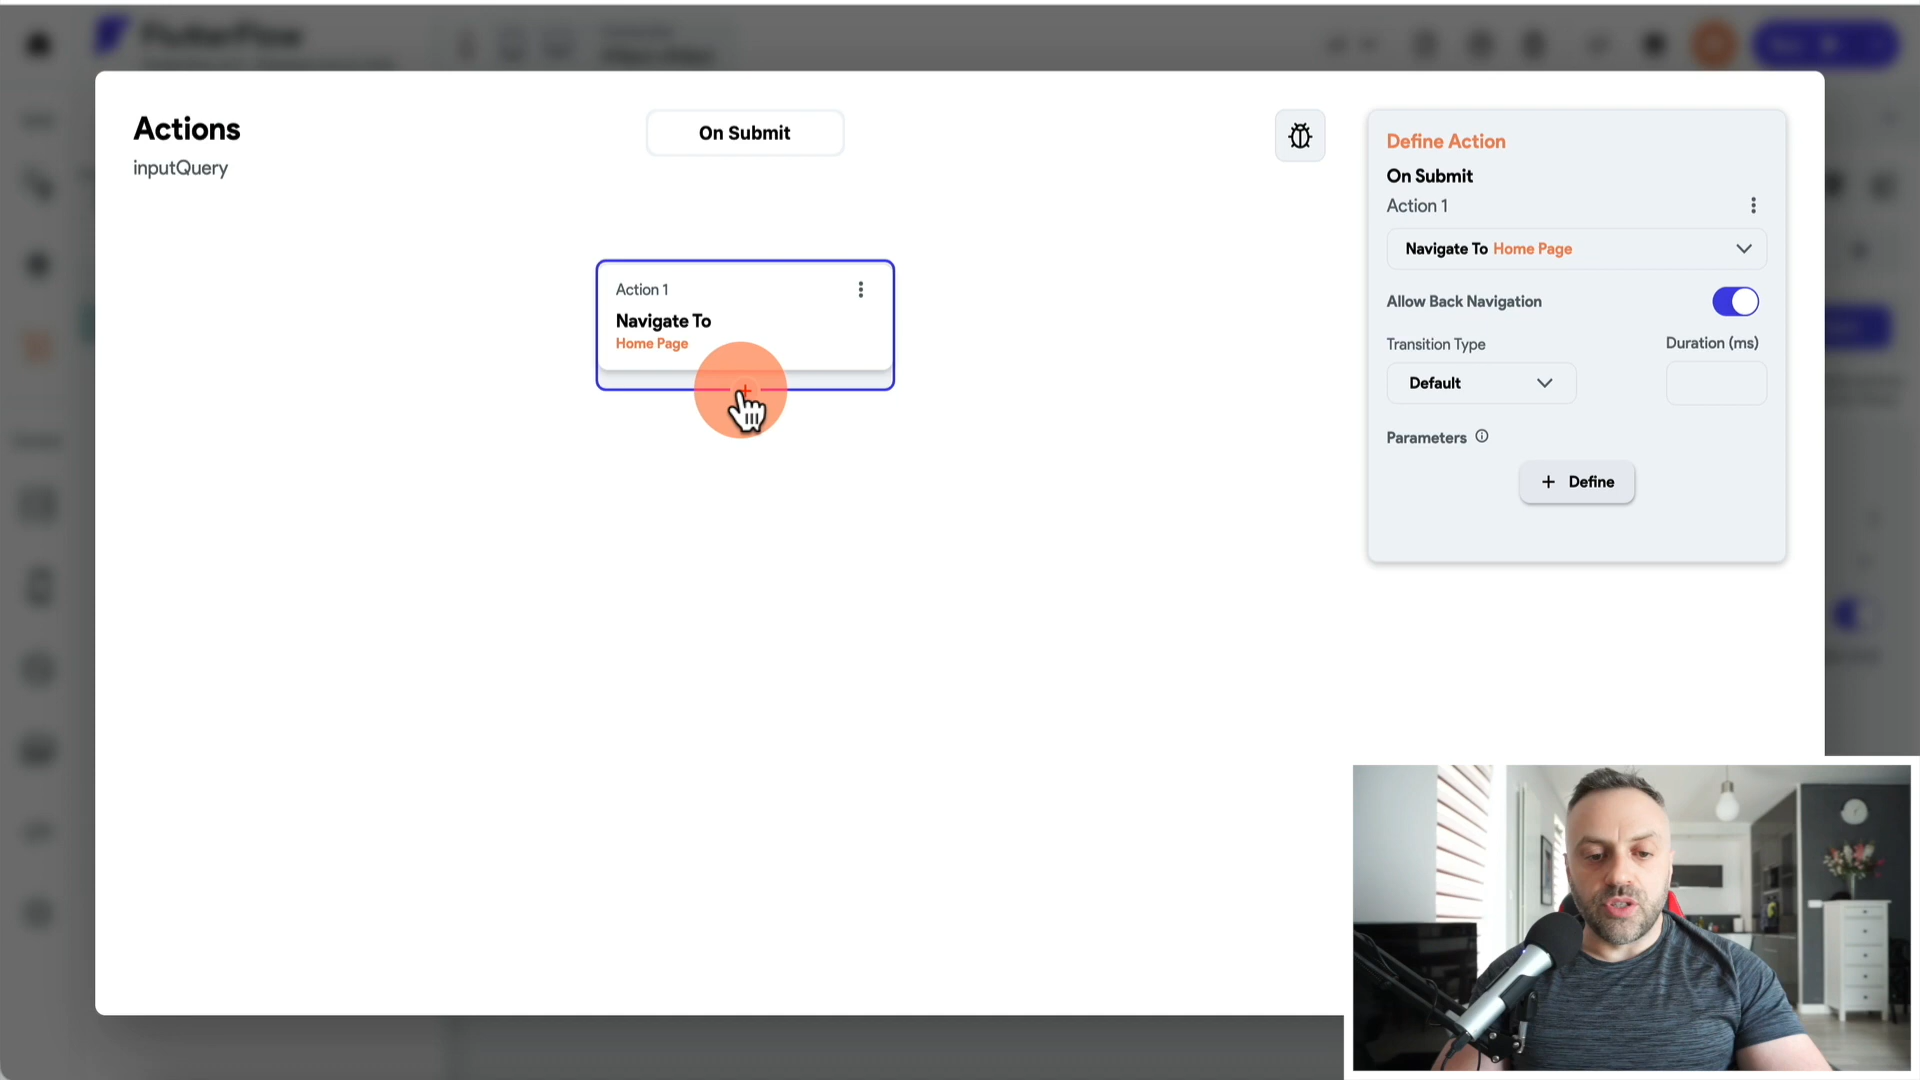 FlutterFlow
Actions
inputQuery
On Submit
Action 1
Navigate To
Home Page
Define Action
On Submit
Action 1
Navigate To Home Page
Allow Back Navigation
Transition Type
Duration (ms)
Default
Parameters
+ Define